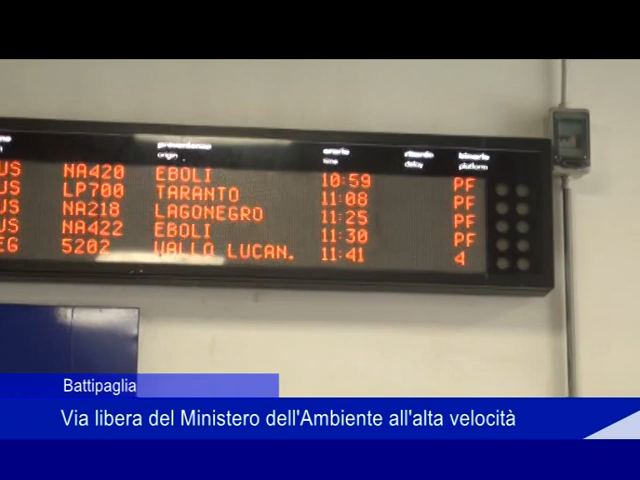 provenienza orario ritardo binario
origin time delay platform
US NA420 EBOLI 10:59 PF
US LP700 TARANTO 11:08 PF
US NA218 LAGONEGRO 11:25 PF
US NA422 EBOLI 11:30 PF
EG 5202 VALLO LUCAN. 11:41 4
Battipaglia
Via libera del Ministero dell'Ambiente all'alta velocità